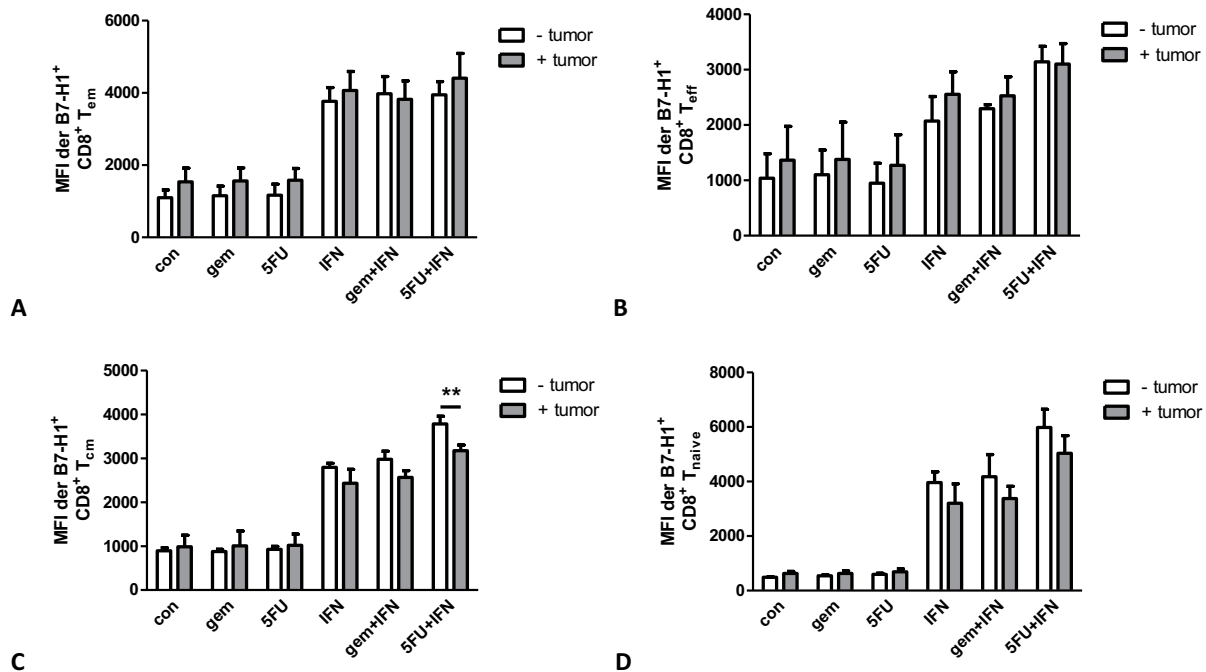 MFI der B7-H1+
CD8+ Tem
6000
4000
2000
0
con
gem
5FU
IFN
gem+IFN
5FU+IFN
- tumor
+ tumor
A
MFI der B7-H1+
CD8+ Teff
4000
3000
2000
1000
0
con
gem
5FU
IFN
gem+IFN
5FU+IFN
- tumor
+ tumor
B
MFI der B7-H1+
CD8+ Tcm
5000
4000
3000
2000
1000
0
**
con
gem
5FU
IFN
gem+IFN
5FU+IFN
- tumor
+ tumor
C
MFI der B7-H1+
CD8+ Tnaive
8000
6000
4000
2000
0
con
gem
5FU
IFN
gem+IFN
5FU+IFN
- tumor
+ tumor
D